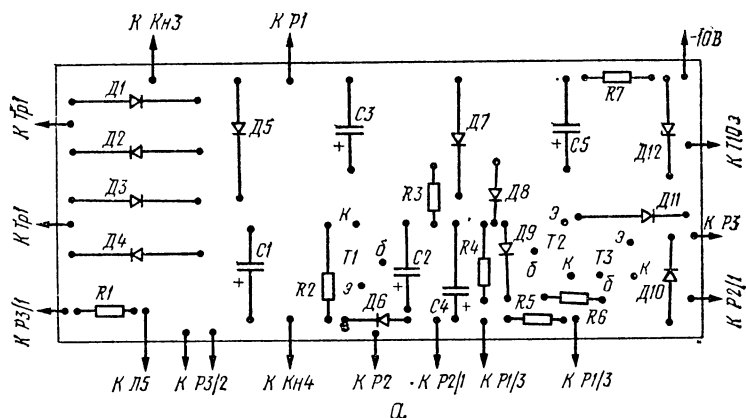 К Кн3
К Р1
-10В
Д1
К Тр1
Д2
Д3
К Тр1
Д4
Д5
С3
+
Д7
С5
+
R7
Д12
К П10э
R3
Д8
Д11
Э
К Р3
К
Т1
б
Э
С1
+
R2
С2
+
R4
Д9
Т2
б
Э
Т3
К
б
К
Д10
К Р3/1
R1
Д6
С4
+
R5
R6
К Р2/1
К Л5
К Р3/2
К Кн4
К Р2
К Р2/1
К Р1/3
К Р1/3
а.